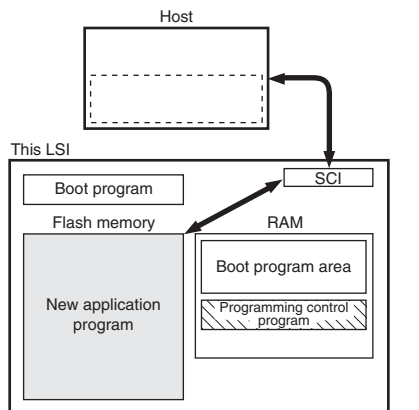 Host
This LSI
SCI
Boot program
Flash memory
RAM
Boot program area
New application
program
Programming control
program